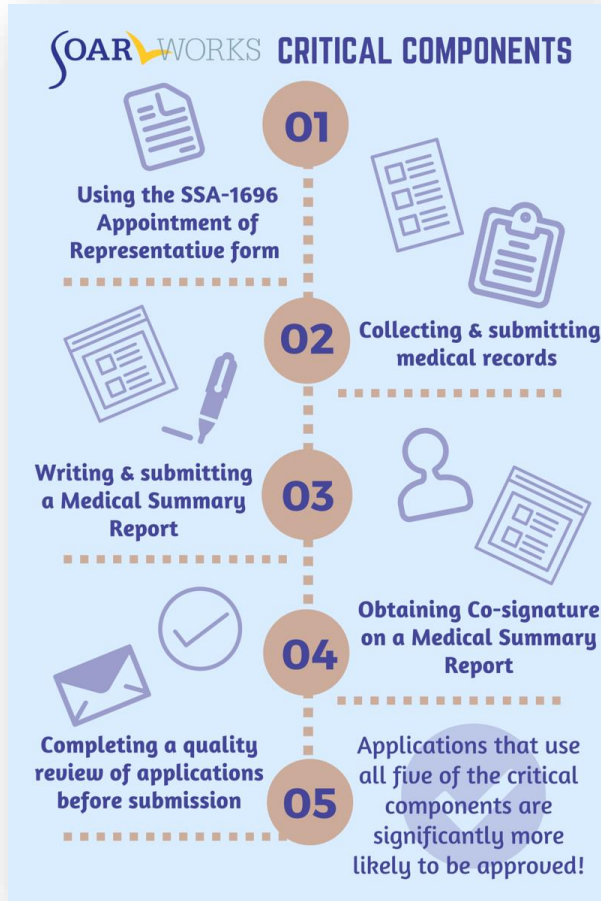 SOAR WORKS CRITICAL COMPONENTS
01
Using the SSA-1696
Appointment of
Representative form
02
Collecting & submitting
medical records
03
Writing & submitting
a Medical Summary
Report
04
Obtaining Co-signature
on a Medical Summary
Report
05
Completing a quality
review of applications
before submission
Applications that use
all five of the critical
components are
significantly more
likely to be approved!